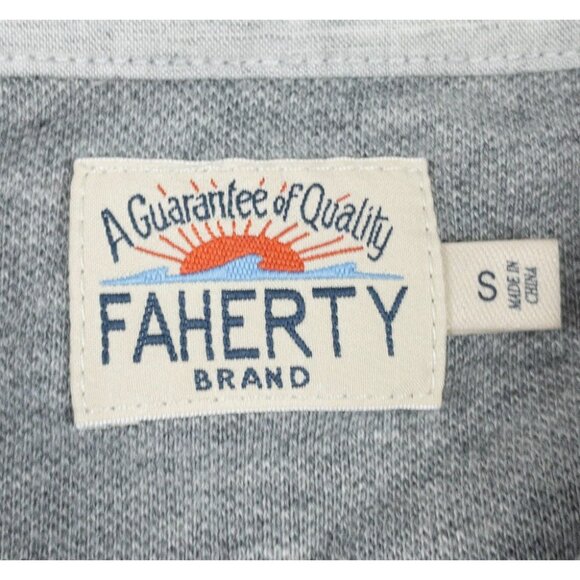 A Guarantee of Quality
FAHERTY
BRAND
S
MADE IN
CHINA